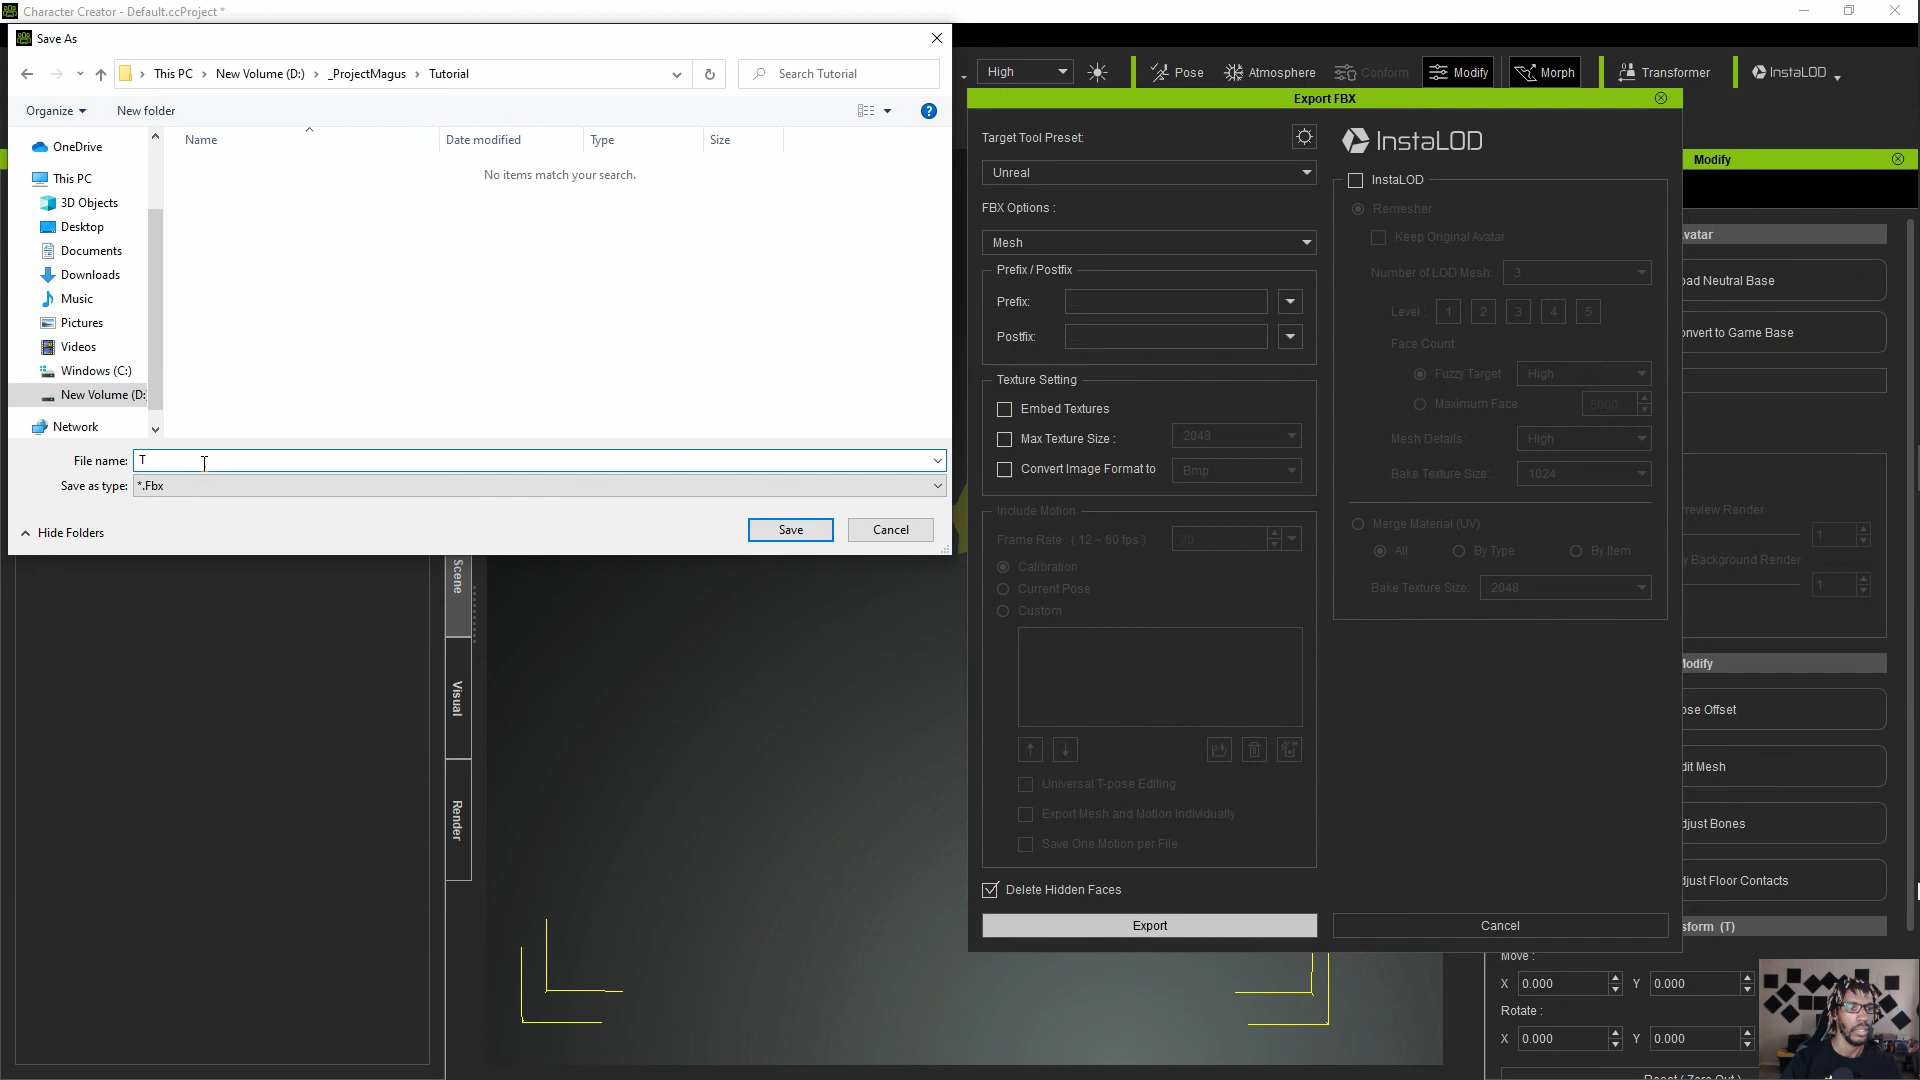 Character Creator - Default.ccProject *
Save As
This PC
New Volume (D:)
_ProjectMagus
Tutorial
Search Tutorial
Organize
New folder
Name
Date modified
Type
Size
No items match your search.
OneDrive
This PC
3D Objects
Desktop
Documents
Downloads
Music
Pictures
Videos
Windows (C:)
New Volume (D:
Network
File name:
T
Save as type:
*.Fbx
Hide Folders
Save
Cancel
High
Pose
Atmosphere
Conform
Modify
Morph
Transformer
InstaLOD
Export FBX
Target Tool Preset:
Unreal
FBX Options :
Mesh
Prefix / Postfix
Prefix:
Postfix:
Texture Setting
Embed Textures
Max Texture Size :
2048
Convert Image Format to
Bmp
Include Motion
Frame Rate : ( 12 ~ 60 fps )
30
Calibration
Current Pose
Custom
Universal T-pose Editing
Export Mesh and Motion Individually
Save One Motion per File
Delete Hidden Faces
Export
InstaLOD
InstaLOD
Remesher
Keep Original Avatar
Number of LOD Mesh:
3
Level :
1
2
3
4
5
Face Count:
Fuzzy Target
High
Maximum Face
5000
Mesh Details:
High
Bake Texture Size:
1024
Merge Material (UV)
All
By Type
By Item
Bake Texture Size:
2048
Cancel
Modify
vatar
oad Neutral Base
onvert to Game Base
review Render
1
y Background Render
1
Modify
ose Offset
dit Mesh
djust Bones
djust Floor Contacts
sform (T)
Move :
X
0.000
Y
0.000
Rotate :
X
0.000
Y
0.000
Scene
Visual
Render